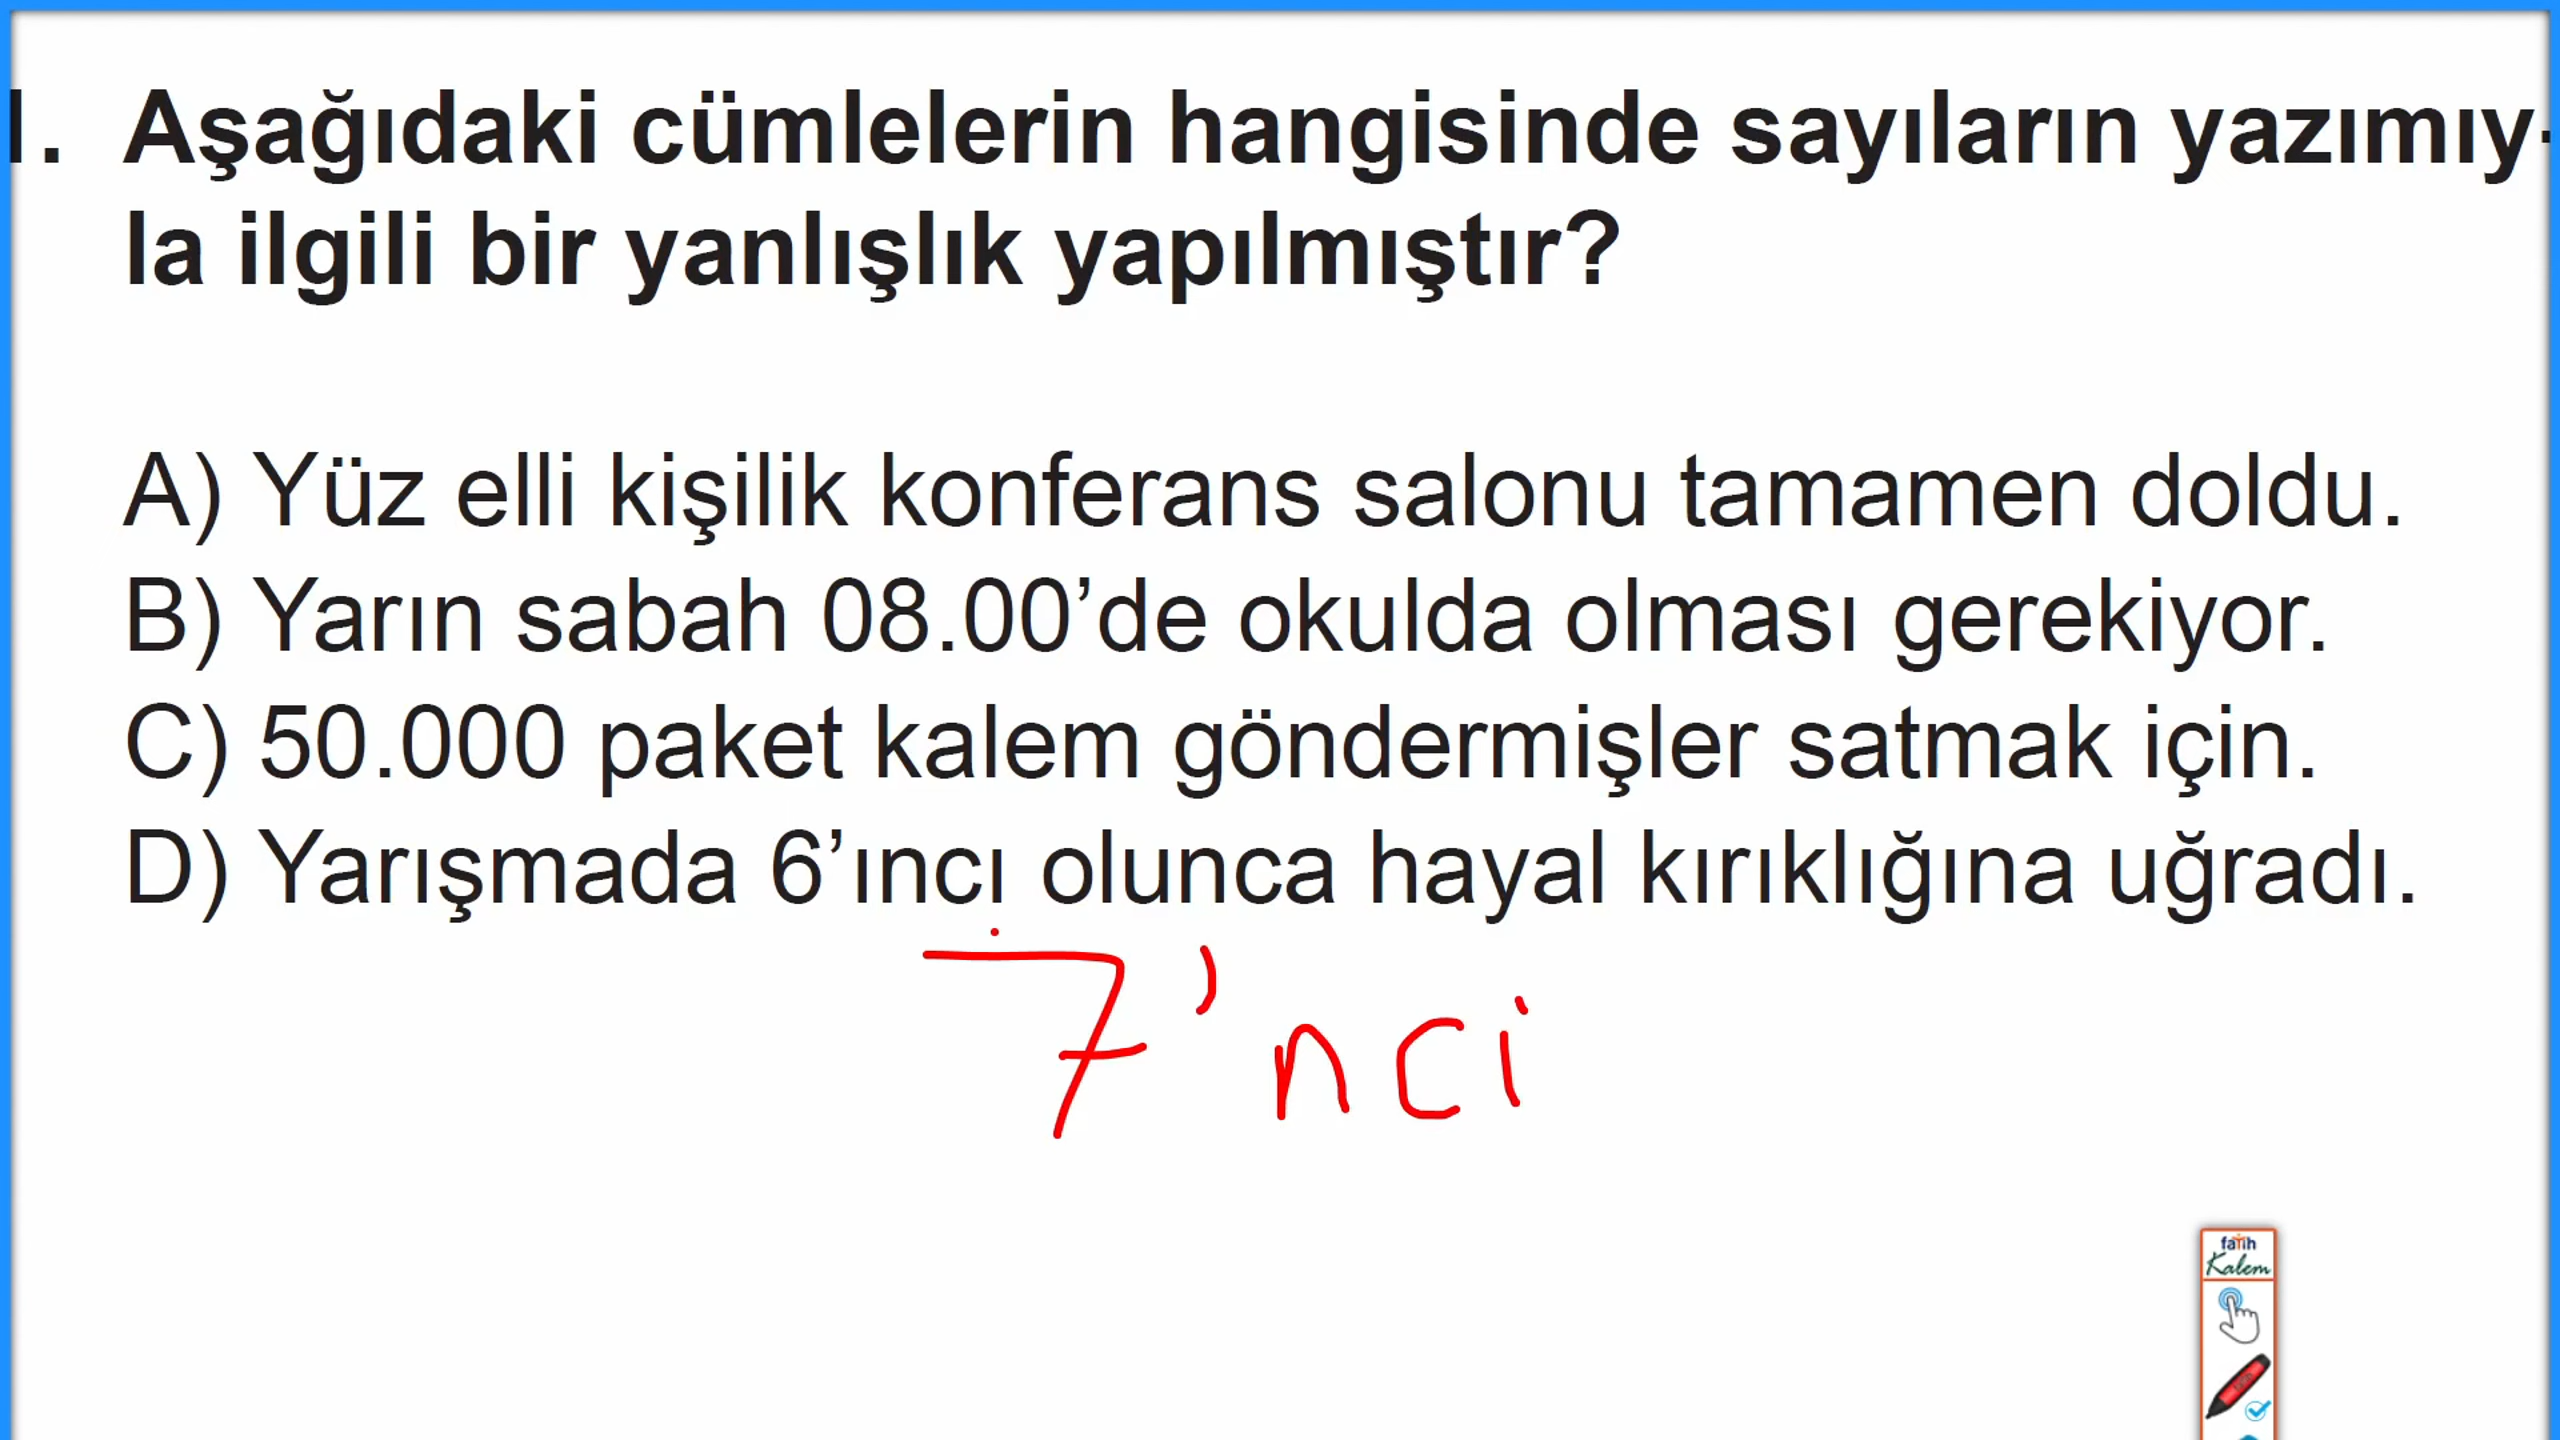 1. Aşağıdaki cümlelerin hangisinde sayıların yazımıy-
la ilgili bir yanlışlık yapılmıştır?
A) Yüz elli kişilik konferans salonu tamamen doldu.
B) Yarın sabah 08.00’de okulda olması gerekiyor.
C) 50.000 paket kalem göndermişler satmak için.
D) Yarışmada 6’ıncı olunca hayal kırıklığına uğradı.
7’nci
fatih
Kalem